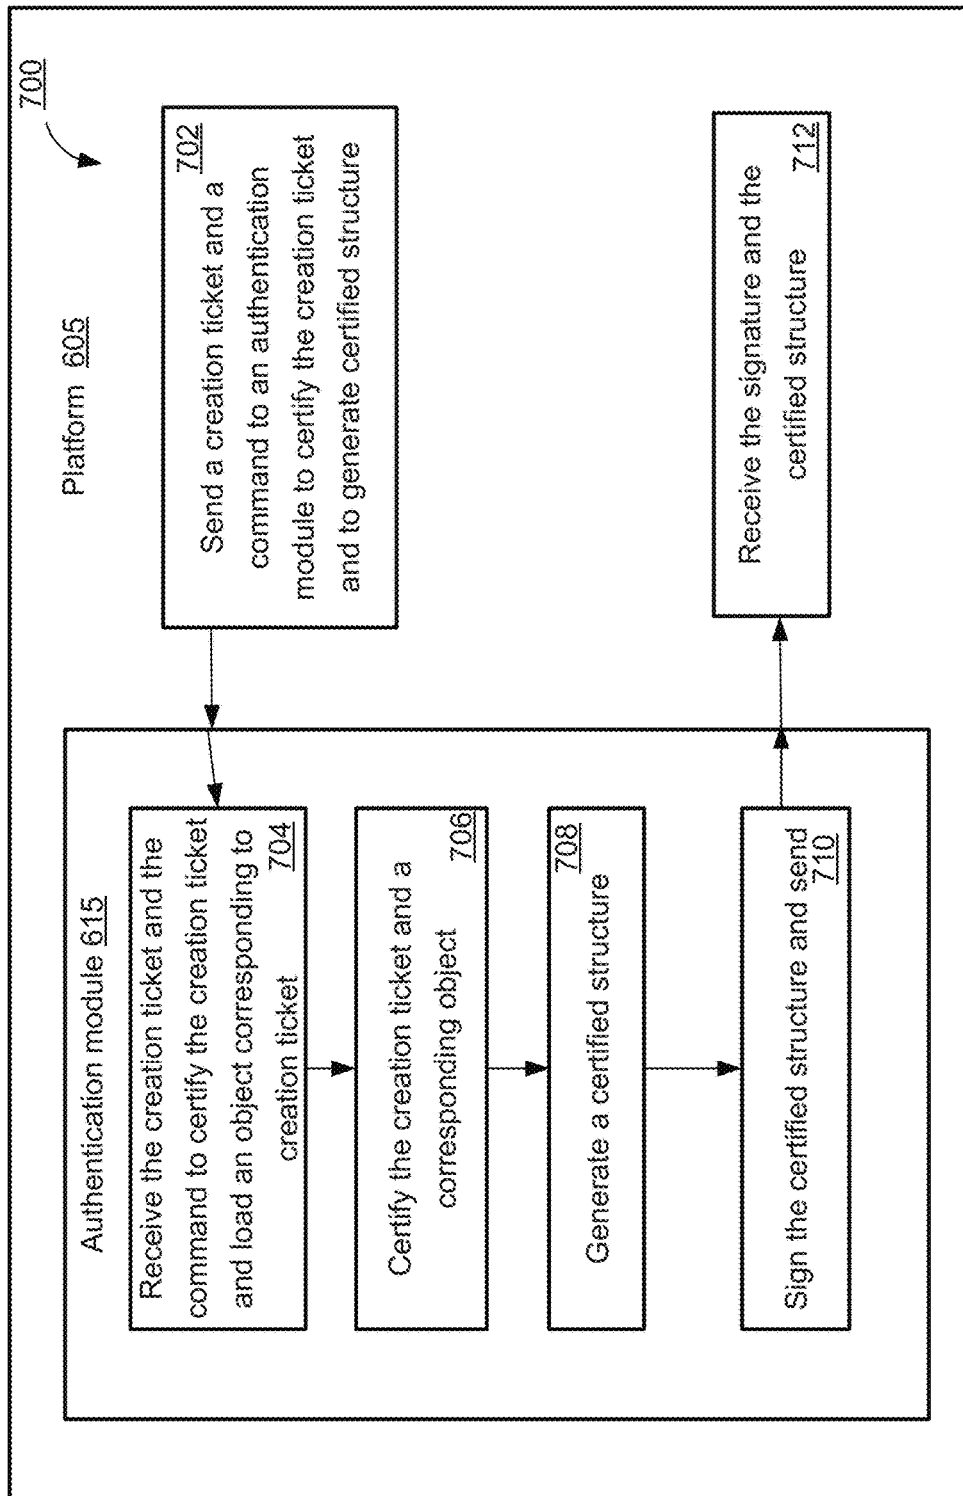 700
Platform 605
Authentication module 615
702
Send a creation ticket and a
command to an authentication
module to certify the creation ticket
and to generate certified structure
Receive the creation ticket and the
command to certify the creation ticket
and load an object corresponding to
creation ticket
704
Certify the creation ticket and a
corresponding object
706
708
Generate a certified structure
Sign the certified structure and send
710
Receive the signature and the
certified structure
712